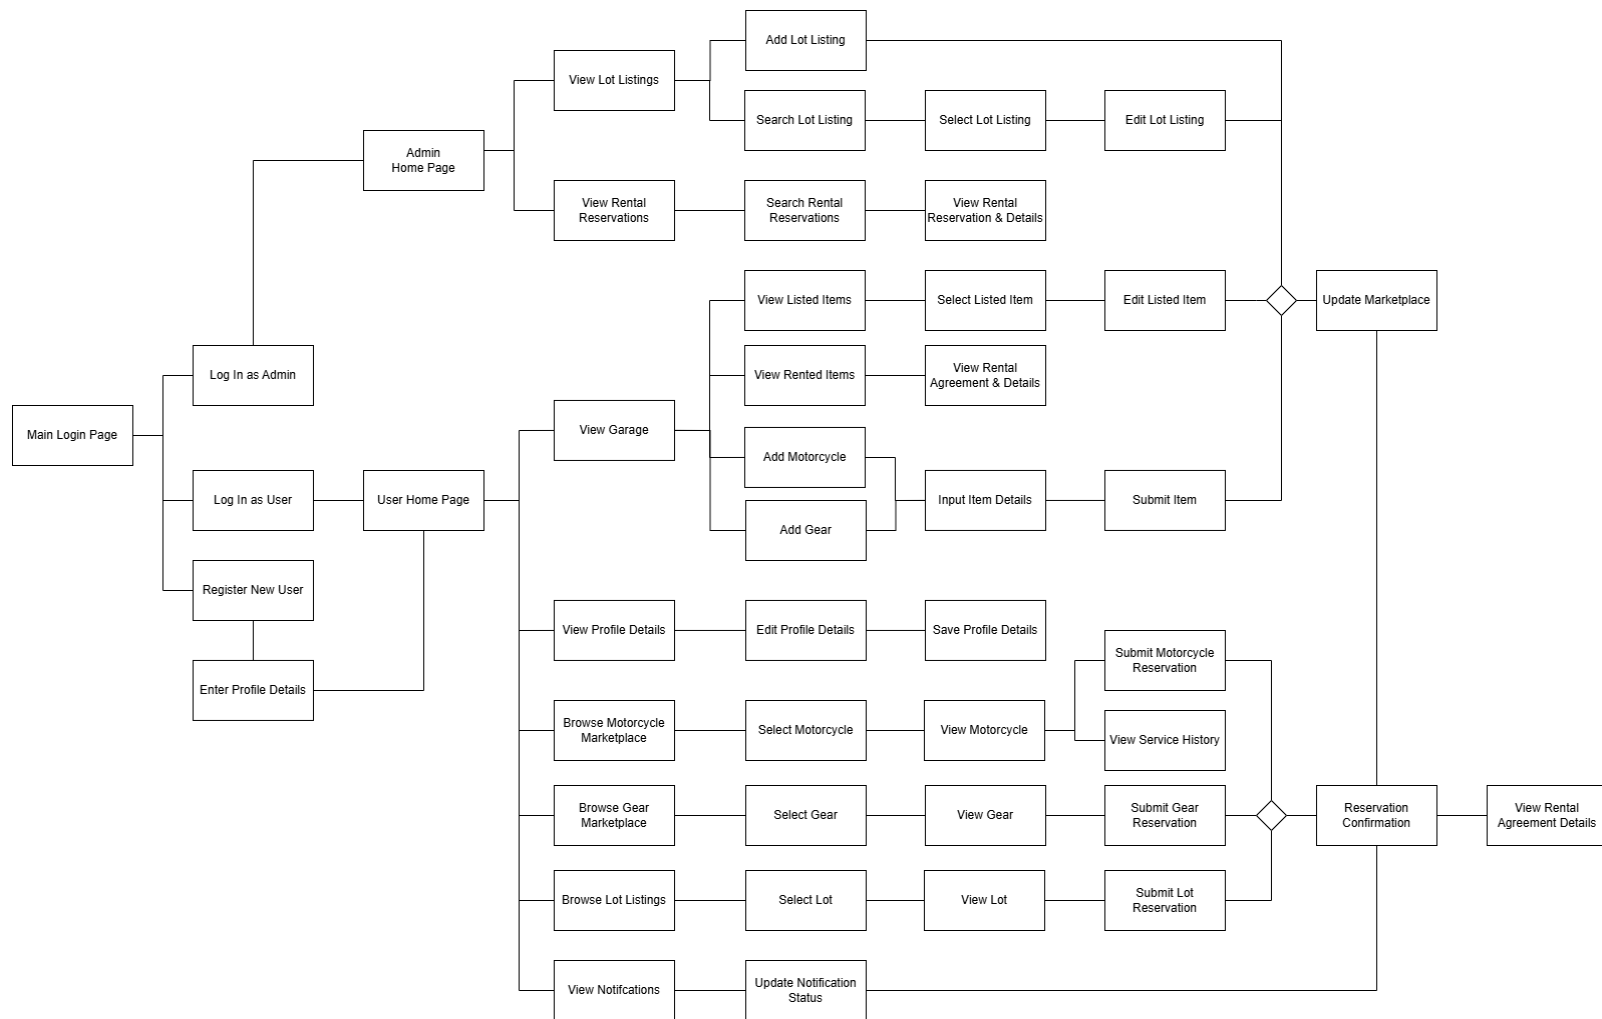 Add Lot Listing
View Lot Listings
Search Lot Listing
Select Lot Listing
Edit Lot Listing
Admin
Home Page
View Rental
Reservations
Search Rental
Reservations
View Rental
Reservation & Details
View Listed Items
Select Listed Item
Edit Listed Item
Update Marketplace
Log In as Admin
View Rented Items
View Rental
Agreement & Details
Main Login Page
View Garage
Add Motorcycle
Log In as User
User Home Page
Input Item Details
Submit Item
Add Gear
Register New User
View Profile Details
Edit Profile Details
Save Profile Details
Submit Motorcycle
Reservation
Enter Profile Details
Browse Motorcycle
Marketplace
Select Motorcycle
View Motorcycle
View Service History
Browse Gear
Marketplace
Select Gear
View Gear
Submit Gear
Reservation
Reservation
Confirmation
View Rental
Agreement Details
Browse Lot Listings
Select Lot
View Lot
Submit Lot
Reservation
View Notifcations
Update Notification
Status